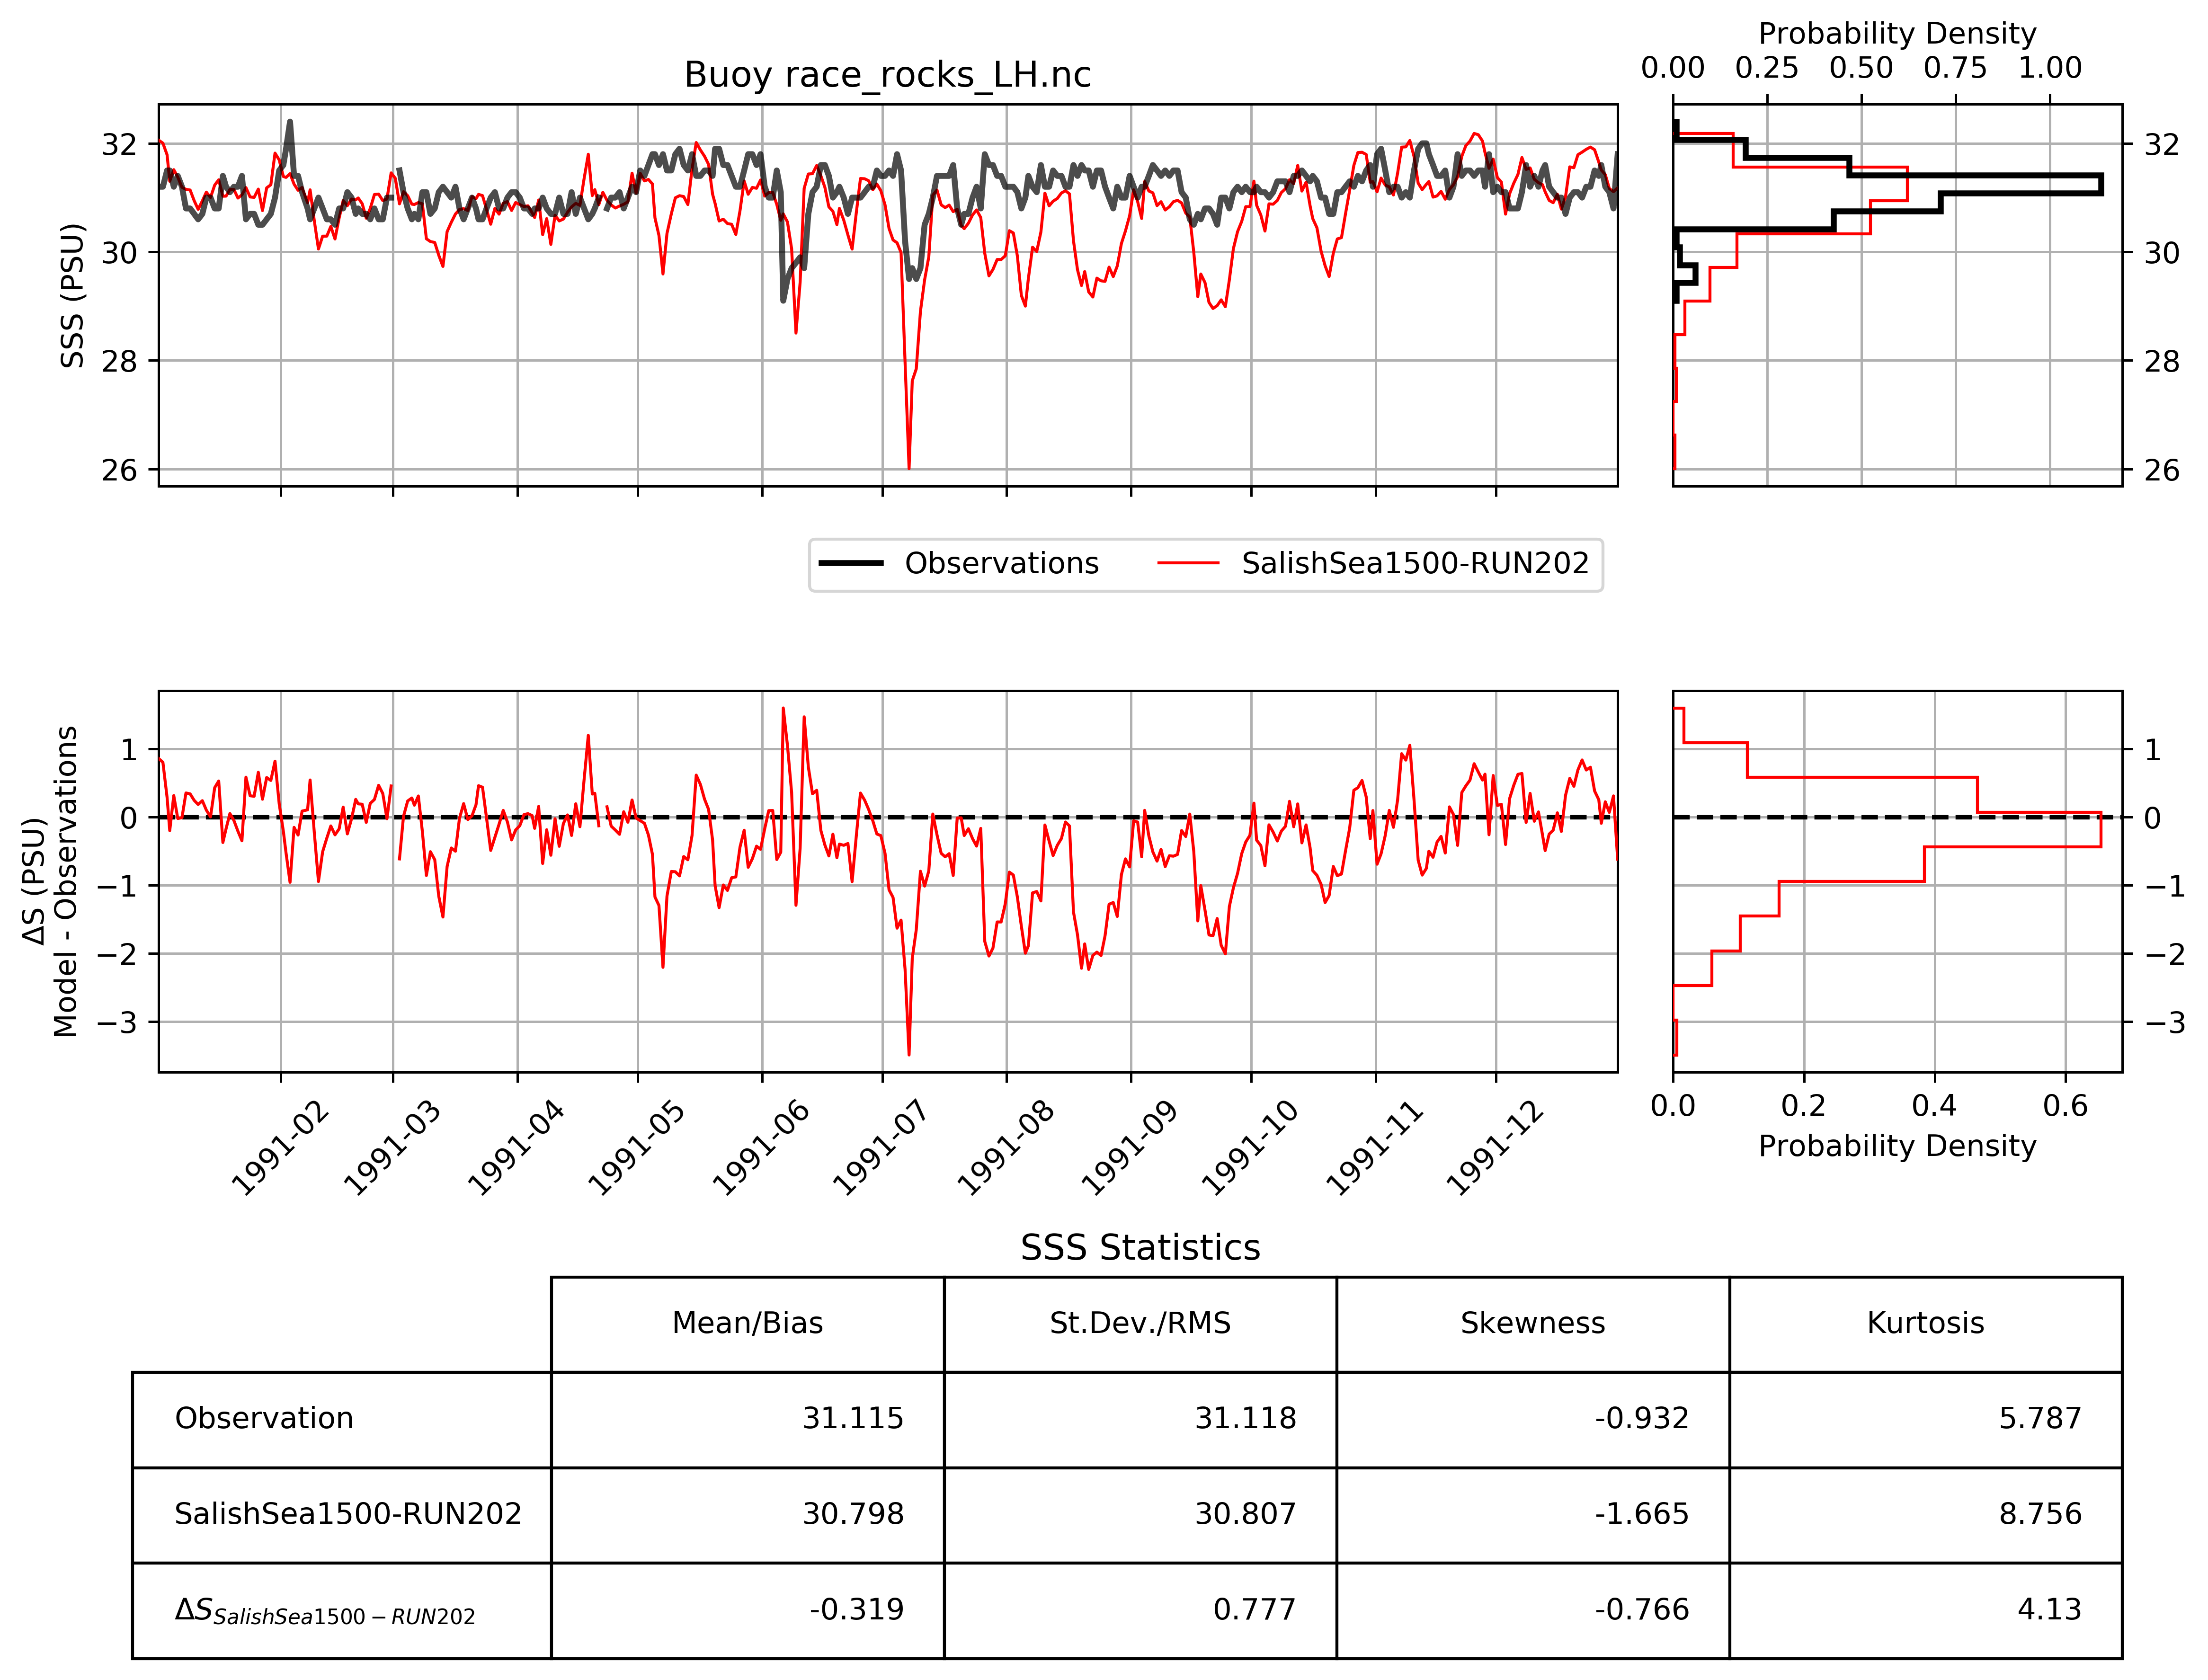 Probability Density
0.00 0.25 0.50 0.75 1.00
Buoy race_rocks_LH.nc
32
30
28
26
SSS (PSU)
32
30
28
26
Observations SalishSea1500-RUN202
1
0
−1
−2
−3
ΔS (PSU)
Model - Observations
1
0
−1
−2
−3
0.0 0.2 0.4 0.6
Probability Density
1991-02 1991-03 1991-04 1991-05 1991-06 1991-07 1991-08 1991-09 1991-10 1991-11 1991-12
SSS Statistics
Mean/Bias St.Dev./RMS Skewness Kurtosis
Observation 31.115 31.118 -0.932 5.787
SalishSea1500-RUN202 30.798 30.807 -1.665 8.756
ΔS SalishSea1500−RUN202 -0.319 0.777 -0.766 4.13